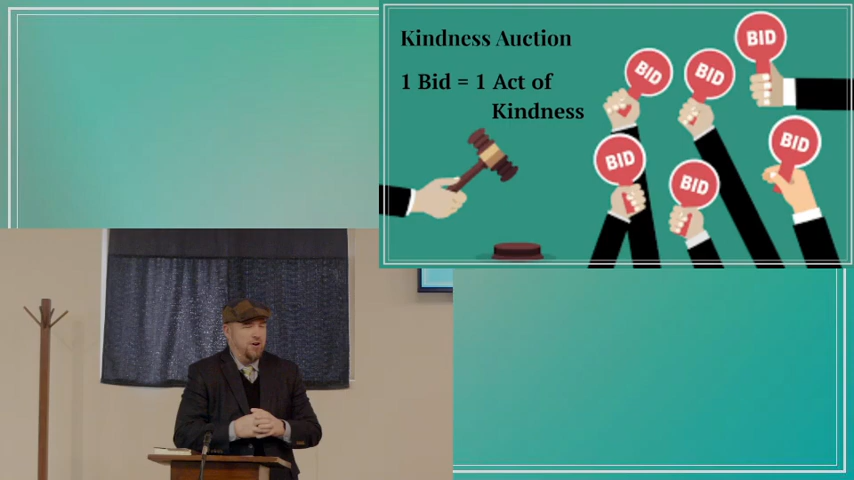 Kindness Auction
1 Bid = 1 Act of
Kindness
BID
BID
BID
BID
BID
BID